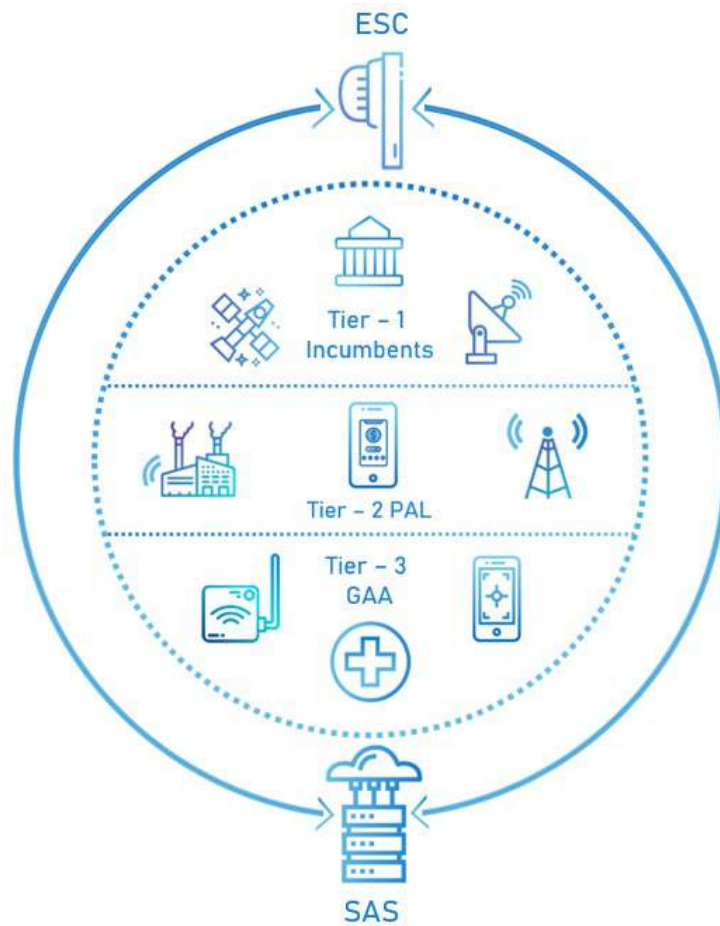 ESC
Tier – 1
Incumbents
Tier – 2 PAL
Tier – 3
GAA
SAS